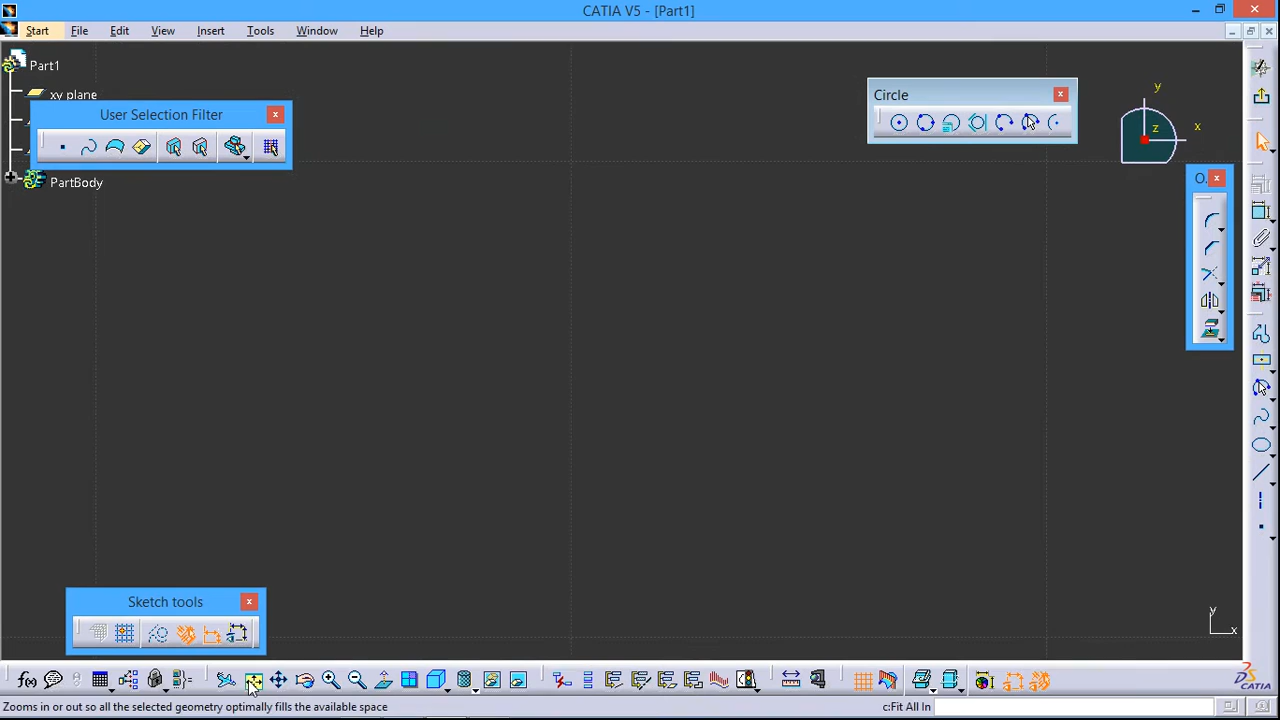 CATIA V5 - [Part1]
Start File Edit View Insert Tools Window Help
Part1
xy plane
User Selection Filter
PartBody
Circle
y
x
z
O.
Sketch tools
y
x
f(x)
Zooms in or out so all the selected geometry optimally fills the available space
c:Fit All In
CATIA